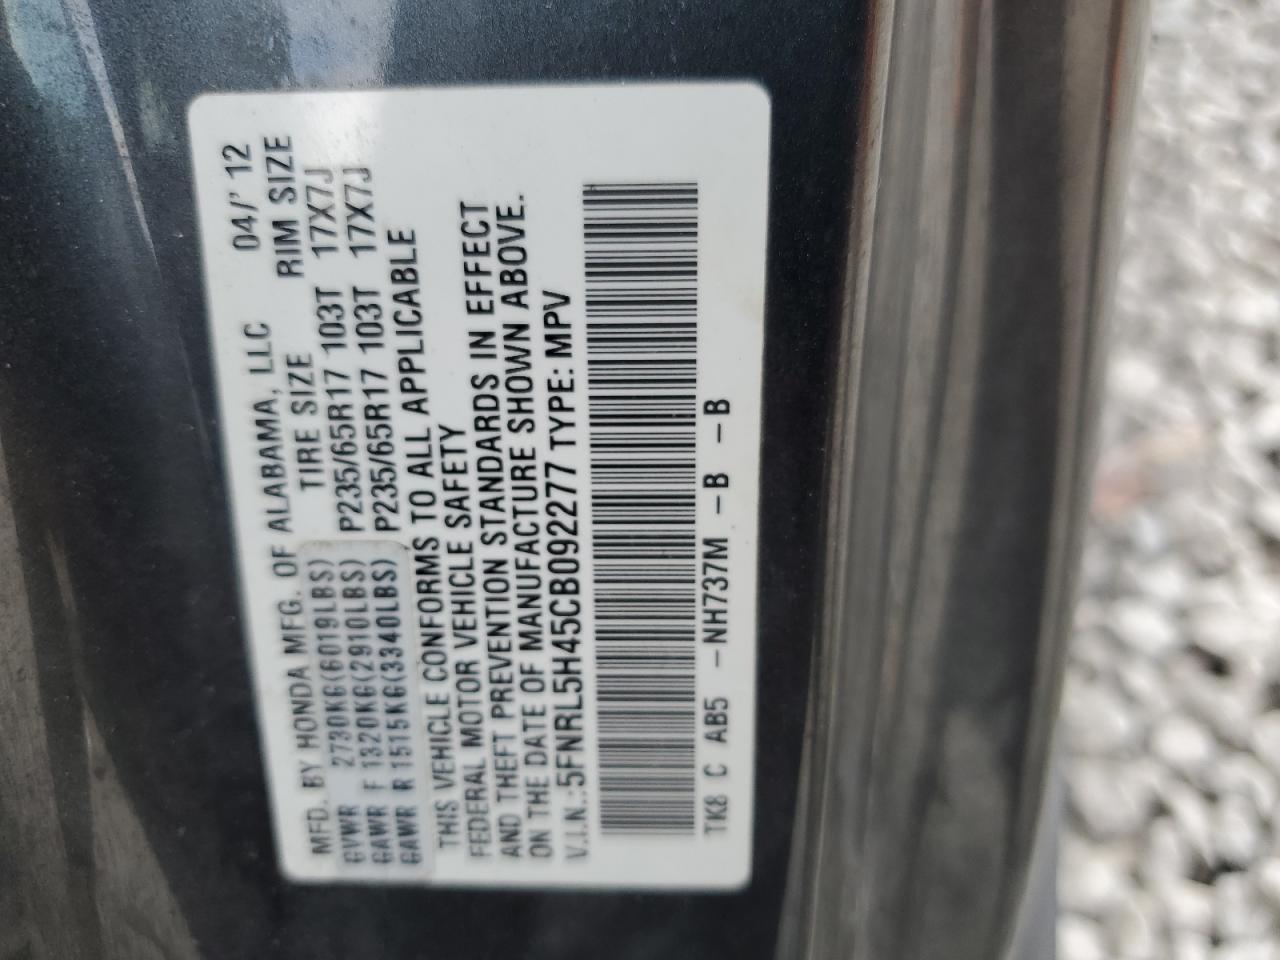 MFD. BY HONDA MFG. OF ALABAMA, LLC 04/'12
TIRE SIZE RIM SIZE
GVWR 2730KG(6019LBS)
GAWR F 1320KG(2910LBS) P235/65R17 103T 17X7J
GAWR R 1515KG(3340LBS) P235/65R17 103T 17X7J
THIS VEHICLE CONFORMS TO ALL APPLICABLE
FEDERAL MOTOR VEHICLE SAFETY
AND THEFT PREVENTION STANDARDS IN EFFECT
ON THE DATE OF MANUFACTURE SHOWN ABOVE.
V.I.N.:5FNRL5H45CB092277 TYPE: MPV
TK8 C AB5 -NH737M -B -B